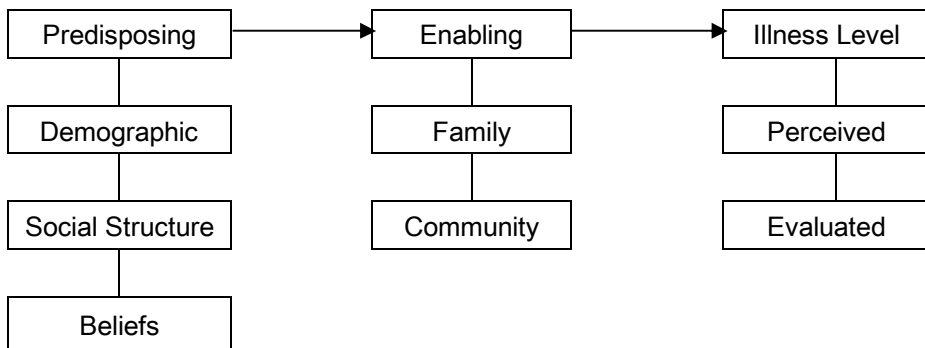 Predisposing
Enabling
Illness Level
Demographic
Family
Perceived
Social Structure
Community
Evaluated
Beliefs